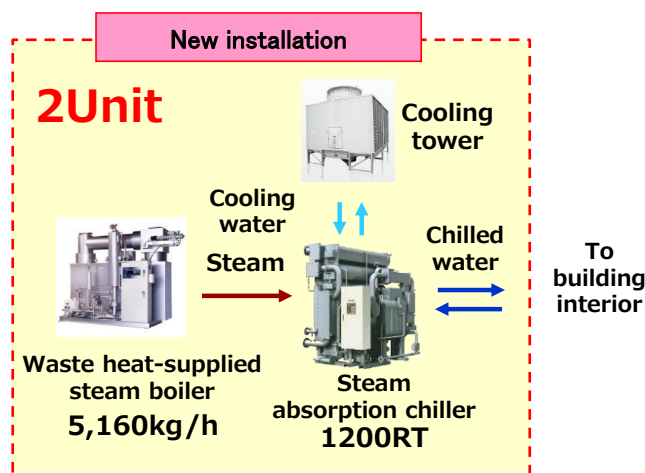 New installation
2Unit
Cooling
tower
Cooling
water
Steam
Chilled
water
To
building
interior
Waste heat-supplied
steam boiler
5,160kg/h
Steam
absorption chiller
1200RT